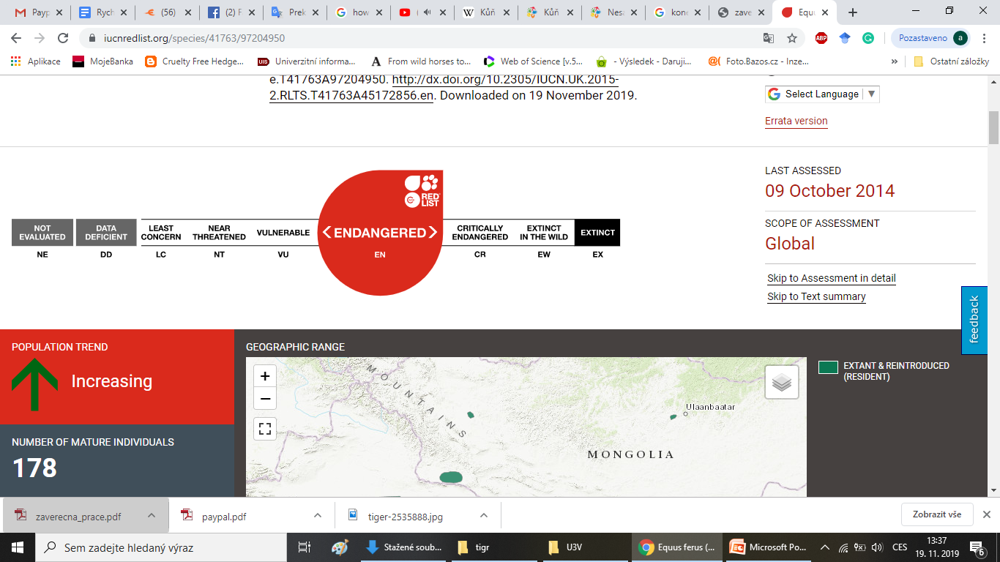 Payp
Rych
(56)
(2) F
Prek
how
Wi Kůň
Kůň
Nesa
kone
zave
Equu
iucnredlist.org/species/41763/97204950
ABP
Pozastaveno
a
Aplikace
MojeBanka
Cruelty Free Hedge...
UIS Univerzitní informa...
A From wild horses to...
Web of Science [v.5...
- Výsledek - Daruji...
Foto.Bazos.cz - Inze...
»
Ostatní záložky
e.T41763A97204950. http://dx.doi.org/10.2305/IUCN.UK.2015-
2.RLTS.T41763A45172856.en. Downloaded on 19 November 2019.
Select Language
Errata version
NOT
EVALUATED
NE
DATA
DEFICIENT
DD
LEAST
CONCERN
LC
NEAR
THREATENED
NT
VULNERABLE
VU
RED
LIST
<ENDANGERED>
EN
CRITICALLY
ENDANGERED
CR
EXTINCT
IN THE WILD
EW
EXTINCT
EX
LAST ASSESSED
09 October 2014
SCOPE OF ASSESSMENT
Global
Skip to Assessment in detail
Skip to Text summary
feedback
POPULATION TREND
Increasing
NUMBER OF MATURE INDIVIDUALS
178
GEOGRAPHIC RANGE
+
−
MOUNTAINS
Ulaanbaatar
MONGOLIA
EXTANT & REINTRODUCED
(RESIDENT)
zaverecna_prace.pdf
paypal.pdf
tiger-2535888.jpg
Zobrazit vše
Sem zadejte hledaný výraz
Stažené soub...
tigr
U3V
Equus ferus (...
Microsoft Po...
CES
13:37
19. 11. 2019
6